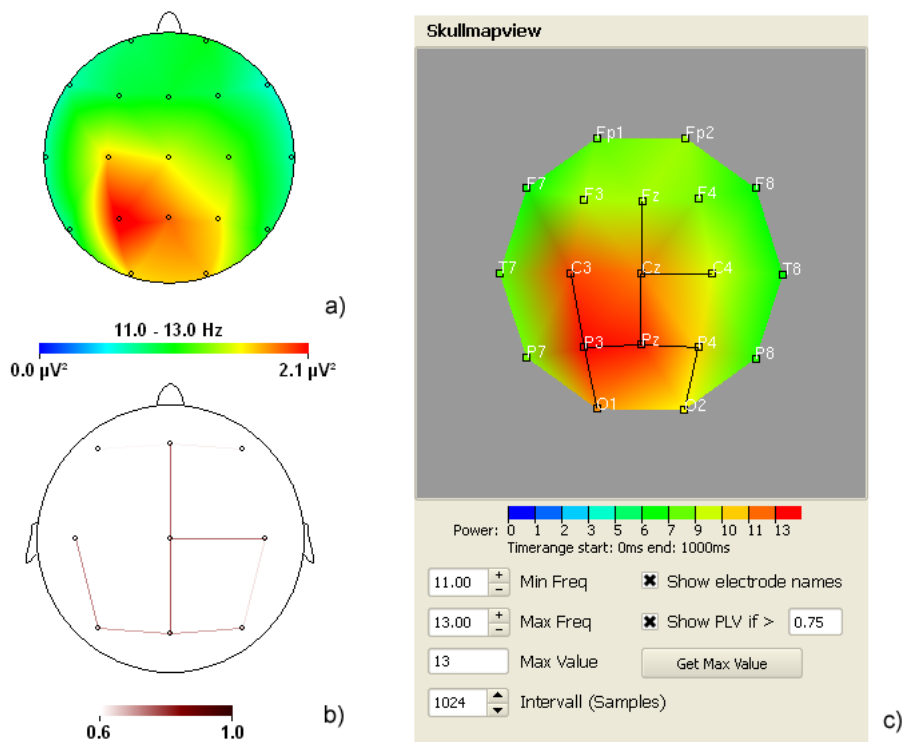 a)
11.0 - 13.0 Hz
0.0 μV²
2.1 μV²
b)
0.6
1.0
Skullmapview
Fp1 Fp2
F7 F3 Fz F4 F8
T7 C3 Cz C4 T8
P7 P3 Pz P4 P8
O1 O2
Power: 0 1 2 3 4 5 6 7 9 10 11 13
Timerange start: 0ms end: 1000ms
11.00 + - Min Freq
Show electrode names
13.00 + - Max Freq
Show PLV if > 0.75
13 Max Value
Get Max Value
1024 Intervall (Samples)
c)